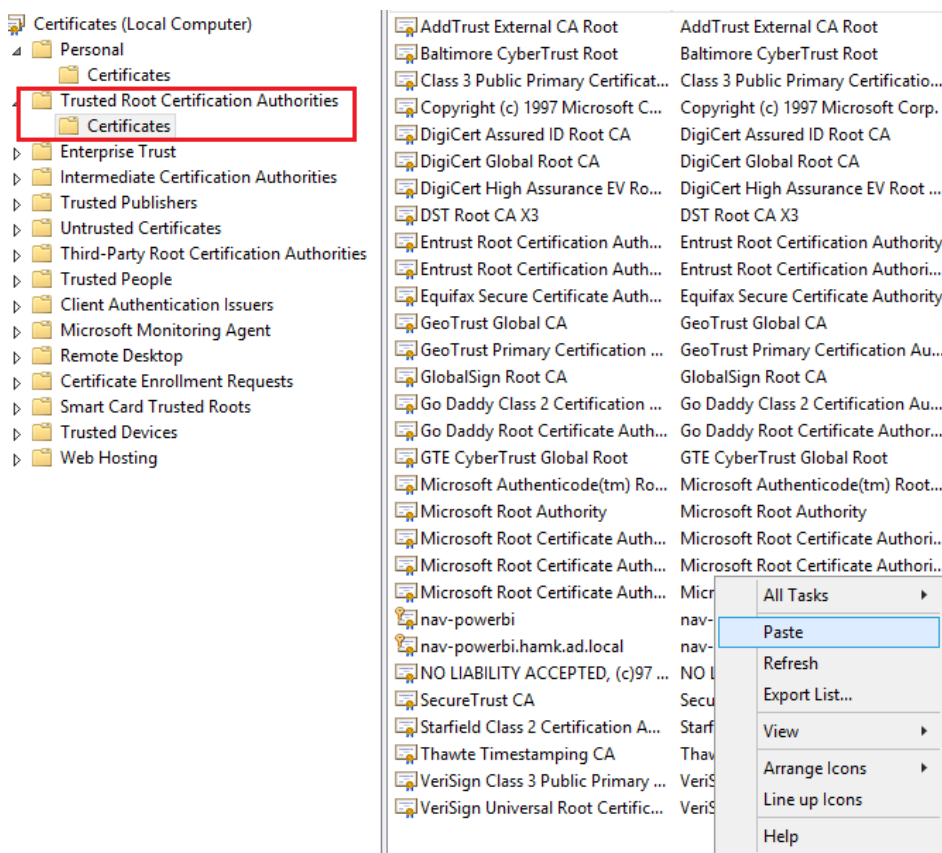 Certificates (Local Computer)
Personal
Certificates
Trusted Root Certification Authorities
Certificates
Enterprise Trust
Intermediate Certification Authorities
Trusted Publishers
Untrusted Certificates
Third-Party Root Certification Authorities
Trusted People
Client Authentication Issuers
Microsoft Monitoring Agent
Remote Desktop
Certificate Enrollment Requests
Smart Card Trusted Roots
Trusted Devices
Web Hosting
AddTrust External CA Root AddTrust External CA Root
Baltimore CyberTrust Root Baltimore CyberTrust Root
Class 3 Public Primary Certificat... Class 3 Public Primary Certificatio...
Copyright (c) 1997 Microsoft C... Copyright (c) 1997 Microsoft Corp.
DigiCert Assured ID Root CA DigiCert Assured ID Root CA
DigiCert Global Root CA DigiCert Global Root CA
DigiCert High Assurance EV Ro... DigiCert High Assurance EV Root ...
DST Root CA X3 DST Root CA X3
Entrust Root Certification Auth... Entrust Root Certification Authority
Entrust Root Certification Auth... Entrust Root Certification Authori...
Equifax Secure Certificate Auth... Equifax Secure Certificate Authority
GeoTrust Global CA GeoTrust Global CA
GeoTrust Primary Certification ... GeoTrust Primary Certification Au...
GlobalSign Root CA GlobalSign Root CA
Go Daddy Class 2 Certification ... Go Daddy Class 2 Certification Au...
Go Daddy Root Certificate Auth... Go Daddy Root Certificate Author...
GTE CyberTrust Global Root GTE CyberTrust Global Root
Microsoft Authenticode(tm) Ro... Microsoft Authenticode(tm) Root...
Microsoft Root Authority Microsoft Root Authority
Microsoft Root Certificate Auth... Microsoft Root Certificate Authori...
Microsoft Root Certificate Auth... Microsoft Root Certificate Authori...
Microsoft Root Certificate Auth... Micr
nav-powerbi nav-
nav-powerbi.hamk.ad.local nav-
NO LIABILITY ACCEPTED, (c)97 ... NO L
SecureTrust CA Secu
Starfield Class 2 Certification A... Starf
Thawte Timestamping CA Thav
VeriSign Class 3 Public Primary ... VeriS
VeriSign Universal Root Certific... VeriS
All Tasks
Paste
Refresh
Export List...
View
Arrange Icons
Line up Icons
Help